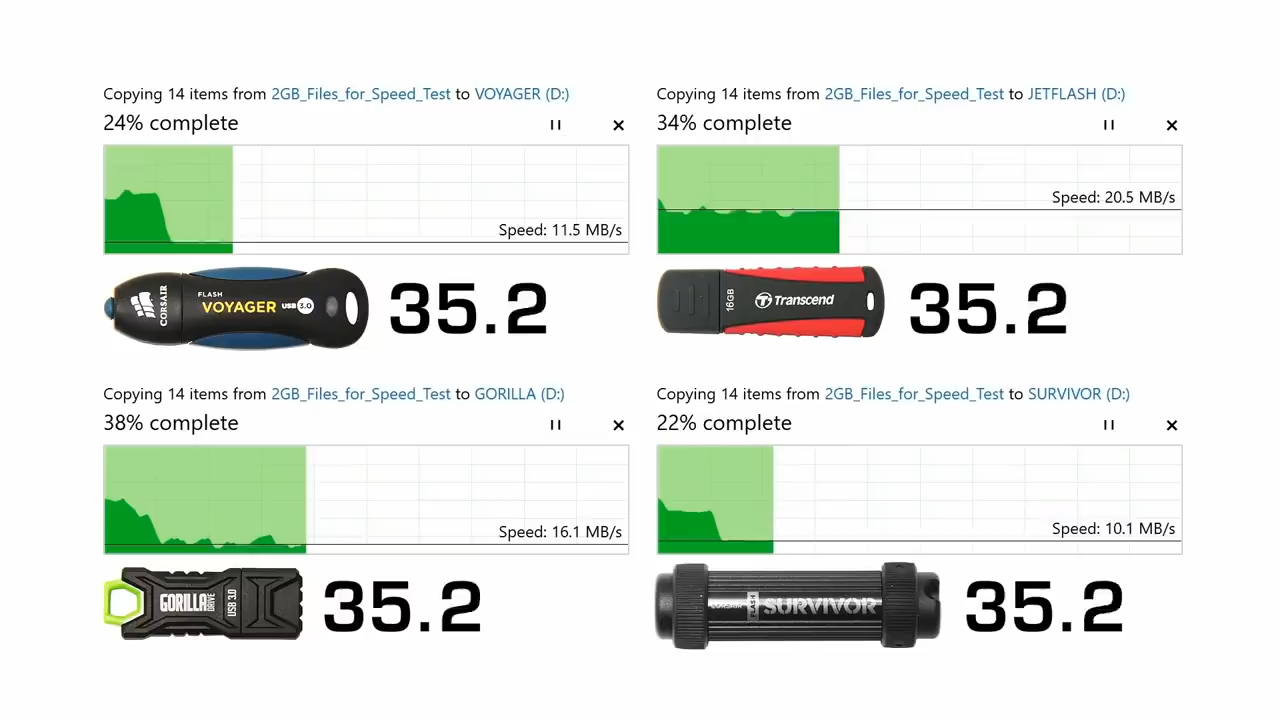 Copying 14 items from 2GB_Files_for_Speed_Test to VOYAGER (D:)
24% complete
Speed: 11.5 MB/s
CORSAIR
FLASH
VOYAGER USB 3.0
35.2
Copying 14 items from 2GB_Files_for_Speed_Test to JETFLASH (D:)
34% complete
Speed: 20.5 MB/s
16GB
Transcend
35.2
Copying 14 items from 2GB_Files_for_Speed_Test to GORILLA (D:)
38% complete
Speed: 16.1 MB/s
GORILLA DRIVE
USB 3.0
35.2
Copying 14 items from 2GB_Files_for_Speed_Test to SURVIVOR (D:)
22% complete
Speed: 10.1 MB/s
CORSAIR FLASH SURVIVOR
35.2